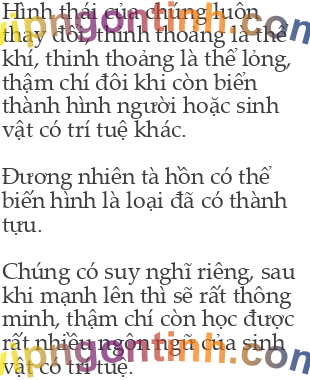 Hình thái của chúng luôn
thay đổi, thỉnh thoảng là thể
khí, thỉnh thoảng là thể lỏng,
thậm chí đôi khi còn biến
thành hình người hoặc sinh
vật có trí tuệ khác.
Đương nhiên tà hồn có thể
biến hình là loại đã có thành
tựu.
Chúng có suy nghĩ riêng, sau
khi mạnh lên thì sẽ rất thông
minh, thậm chí còn học được
rất nhiều ngôn ngữ của sinh
vật có trí tuệ.
vipngontinh.com
vipngontinh.com